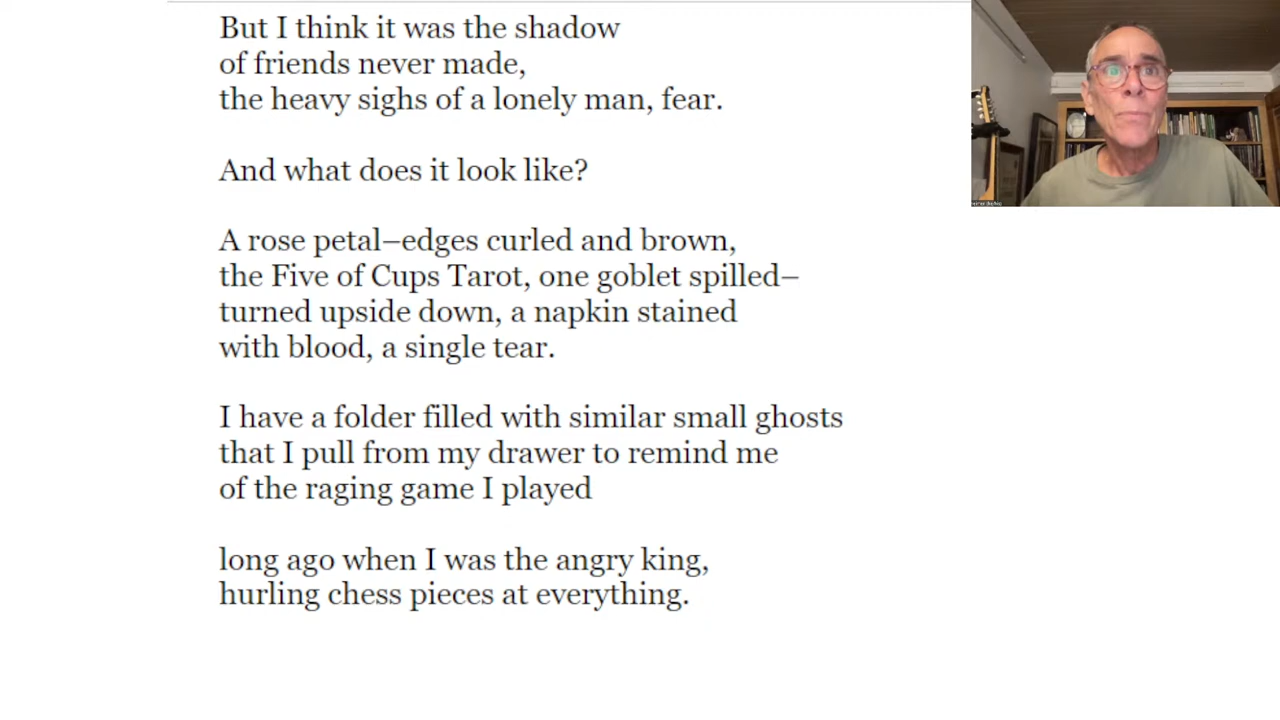 But I think it was the shadow
of friends never made,
the heavy sighs of a lonely man, fear.
And what does it look like?
A rose petal–edges curled and brown,
the Five of Cups Tarot, one goblet spilled–
turned upside down, a napkin stained
with blood, a single tear.
I have a folder filled with similar small ghosts
that I pull from my drawer to remind me
of the raging game I played
long ago when I was the angry king,
hurling chess pieces at everything.